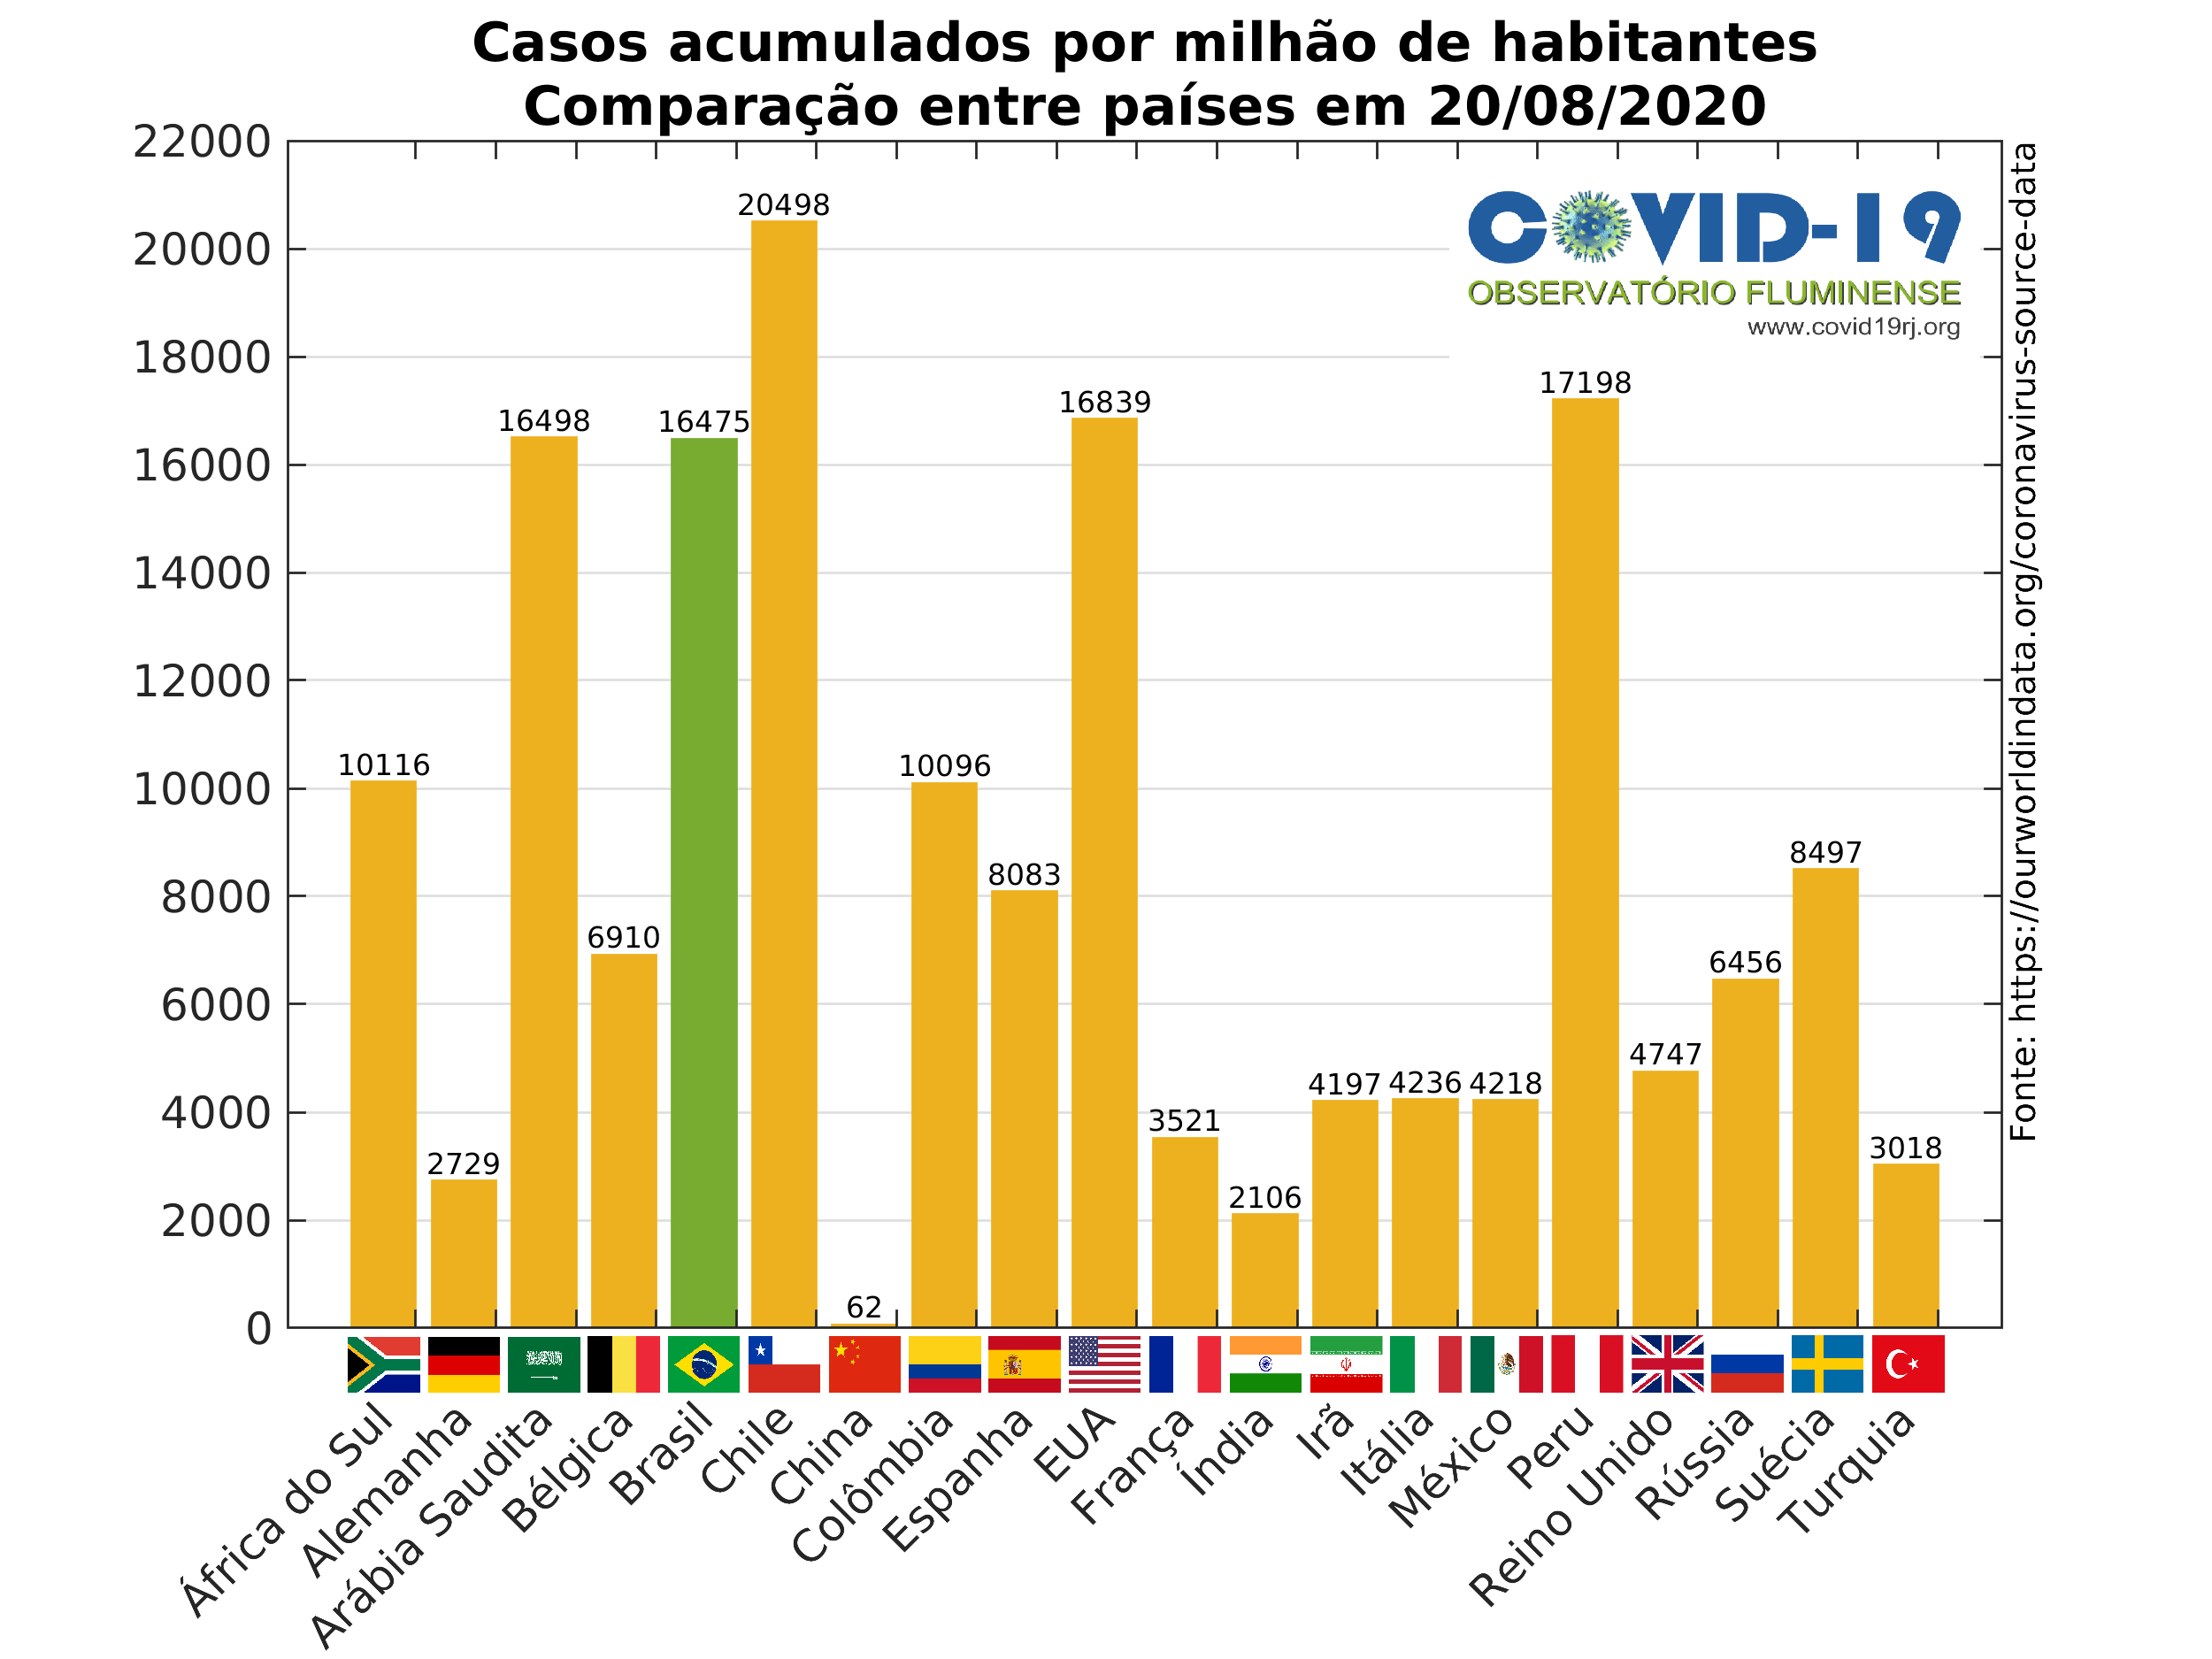 Casos acumulados por milhão de habitantes
Comparação entre países em 20/08/2020
22000
20000
18000
16000
14000
12000
10000
8000
6000
4000
2000
0
10116
2729
16498
6910
16475
20498
62
10096
8083
16839
3521
2106
4197
4236
4218
17198
4747
6456
8497
3018
COVID-19
OBSERVATÓRIO FLUMINENSE
www.covid19rj.org
Fonte: https://ourworldindata.org/coronavirus-source-data
África do Sul
Alemanha
Arábia Saudita
Bélgica
Brasil
Chile
China
Colômbia
Espanha
EUA
França
Índia
Irã
Itália
México
Peru
Reino Unido
Rússia
Suécia
Turquia